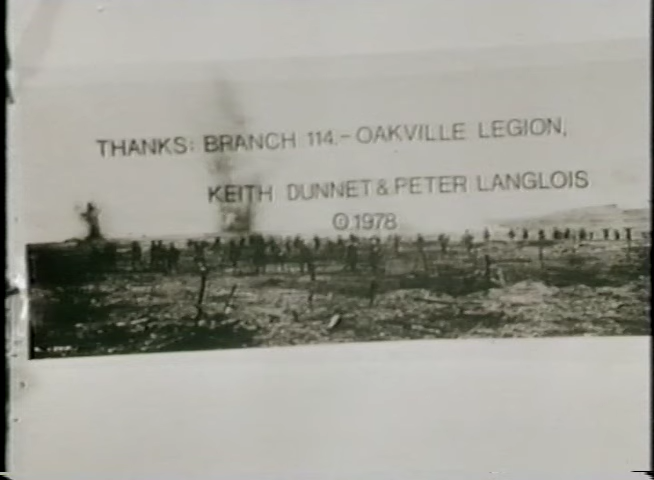 THANKS: BRANCH 114.- OAKVILLE LEGION,
KEITH DUNNET & PETER LANGLOIS
© 1978